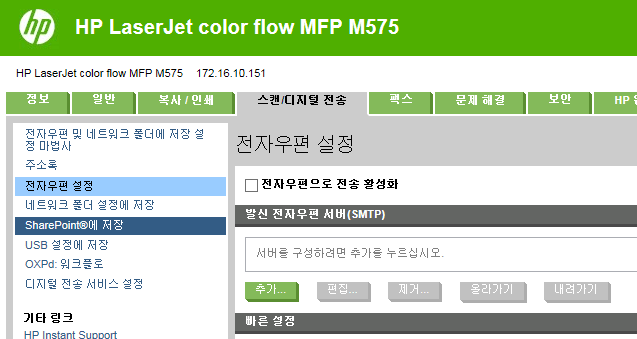 hp HP LaserJet color flow MFP M575
HP LaserJet color flow MFP M575 172.16.10.151
정보 일반 복사 / 인쇄 스캔/디지털 전송 팩스 문제 해결 보안 HP
전자우편 및 네트워크 폴더에 저장 설
정 마법사
주소록
전자우편 설정
네트워크 폴더 설정에 저장
SharePoint®에 저장
USB 설정에 저장
OXPd: 워크플로
디지털 전송 서비스 설정
기타 링크
HP Instant Support
전자우편 설정
전자우편으로 전송 활성화
발신 전자우편 서버(SMTP)
서버를 구성하려면 추가를 누르십시오.
추가... 편집... 제거... 올라가기 내려가기
빠른 설정